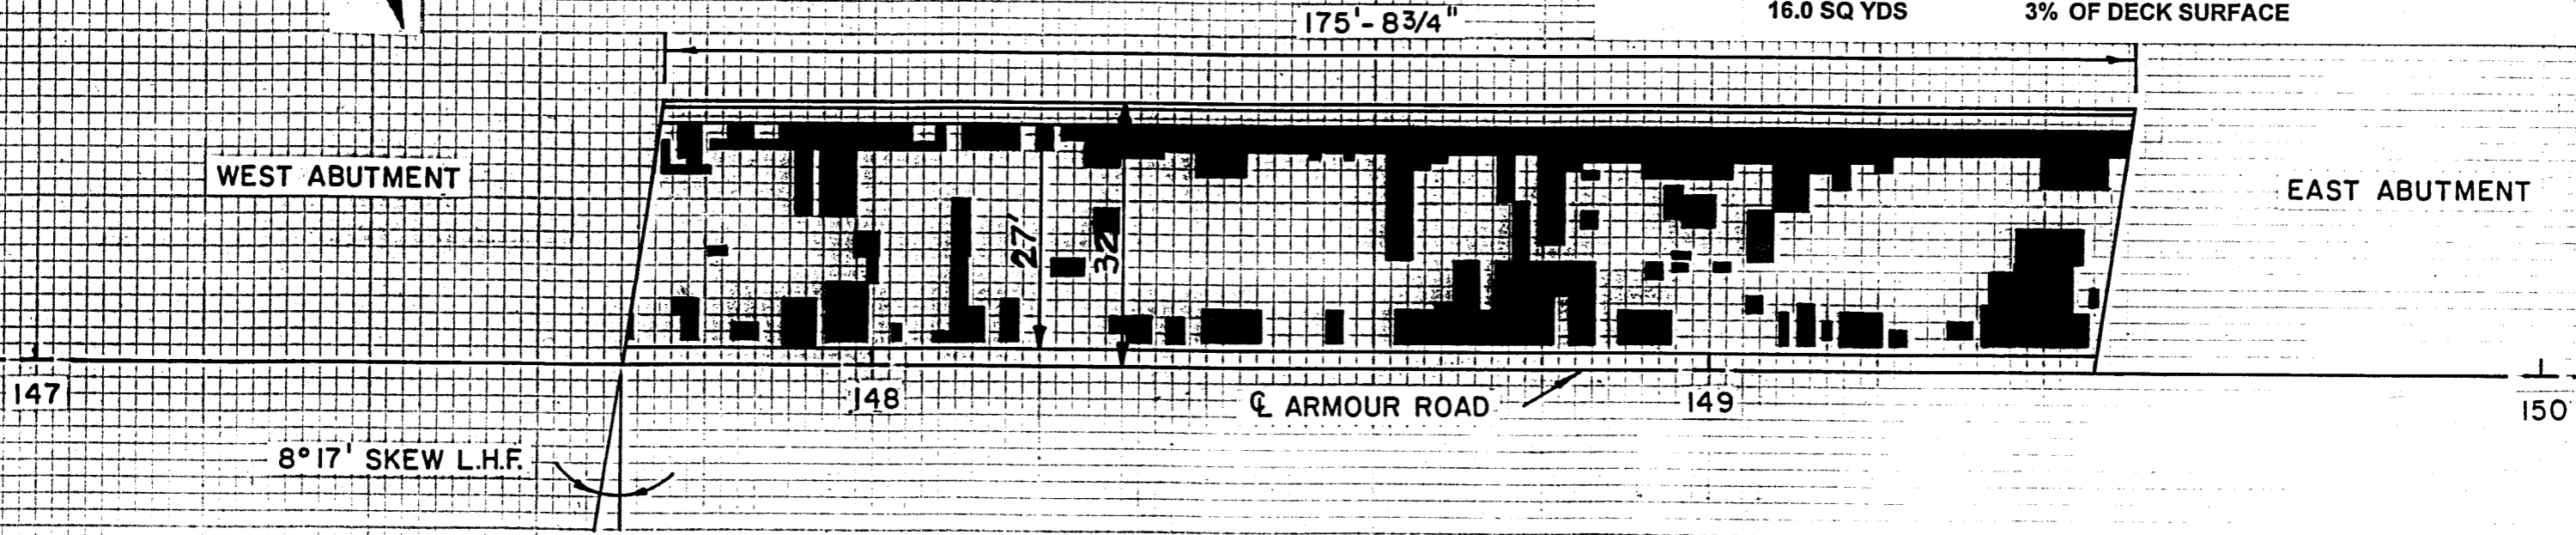 16.0 SQ YDS 3% OF DECK SURFACE
175'-8 3/4"
WEST ABUTMENT
27'
32'
EAST ABUTMENT
147
148
℄ ARMOUR ROAD
149
150
8°17' SKEW L.H.F.